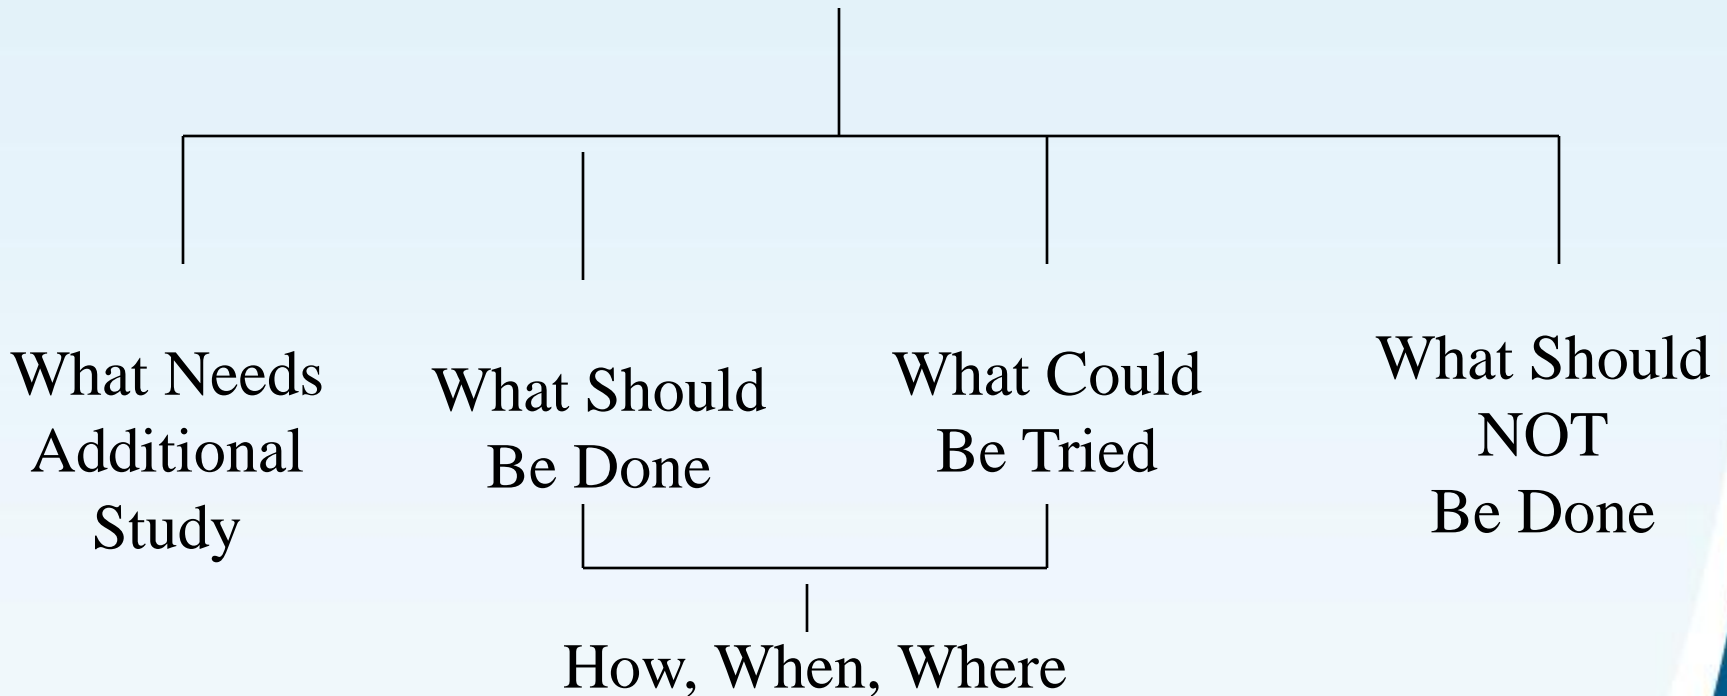 What Needs
Additional
Study
What Should
Be Done
What Could
Be Tried
What Should
NOT
Be Done
How, When, Where